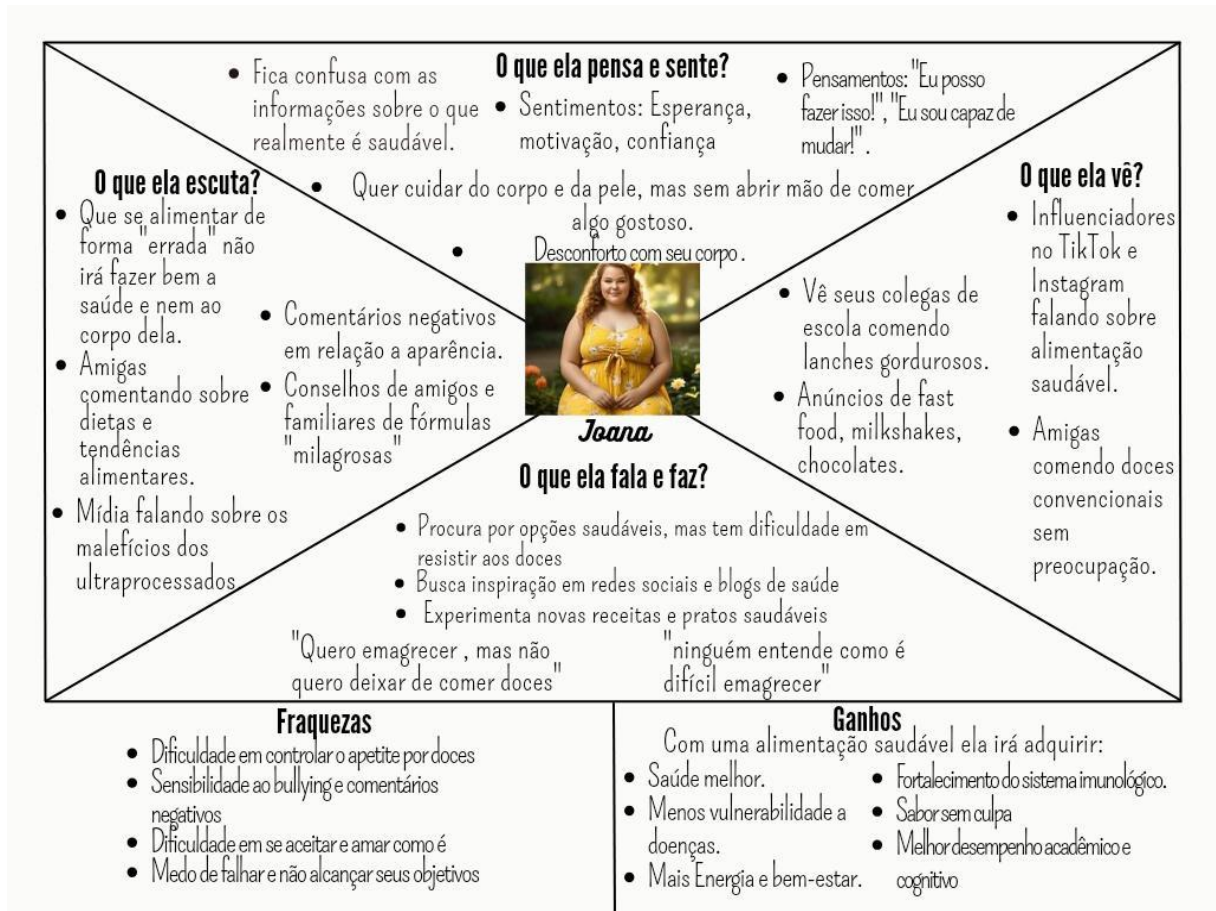 O que ela pensa e sente?
• Fica confusa com as
informações sobre o que
realmente é saudável.
• Sentimentos: Esperança,
motivação, confiança
• Pensamentos: "Eu posso
fazer isso!", "Eu sou capaz de
mudar!" .
• Quer cuidar do corpo e da pele, mas sem abrir mão de comer
algo gostoso.
• Desconforto com seu corpo .
O que ela escuta?
• Que se alimentar de
forma "errada" não
irá fazer bem a
saúde e nem ao
corpo dela.
• Amigas
comentando sobre
dietas e
tendências
alimentares.
• Mídia falando sobre os
malefícios dos
ultraprocessados.
• Comentários negativos
em relação a aparência.
• Conselhos de amigos e
familiares de fórmulas
"milagrosas"
Joana
O que ela vê?
• Vê seus colegas de
escola comendo
lanches gordurosos.
• Anúncios de fast
food, milkshakes,
chocolates.
• Influenciadores
no TikTok e
Instagram
falando sobre
alimentação
saudável.
• Amigas
comendo doces
convencionais
sem
preocupação.
O que ela fala e faz?
• Procura por opções saudáveis, mas tem dificuldade em
resistir aos doces
• Busca inspiração em redes sociais e blogs de saúde
• Experimenta novas receitas e pratos saudáveis
"Quero emagrecer , mas não
quero deixar de comer doces"
"ninguém entende como é
difícil emagrecer"
Fraquezas
• Dificuldade em controlar o apetite por doces
• Sensibilidade ao bullying e comentários
negativos
• Dificuldade em se aceitar e amar como é
• Medo de falhar e não alcançar seus objetivos
Ganhos
Com uma alimentação saudável ela irá adquirir:
• Saúde melhor.
• Menos vulnerabilidade a
doenças.
• Mais Energia e bem-estar.
• Fortalecimento do sistema imunológico.
• Sabor sem culpa
• Melhor desempenho acadêmico e
cognitivo